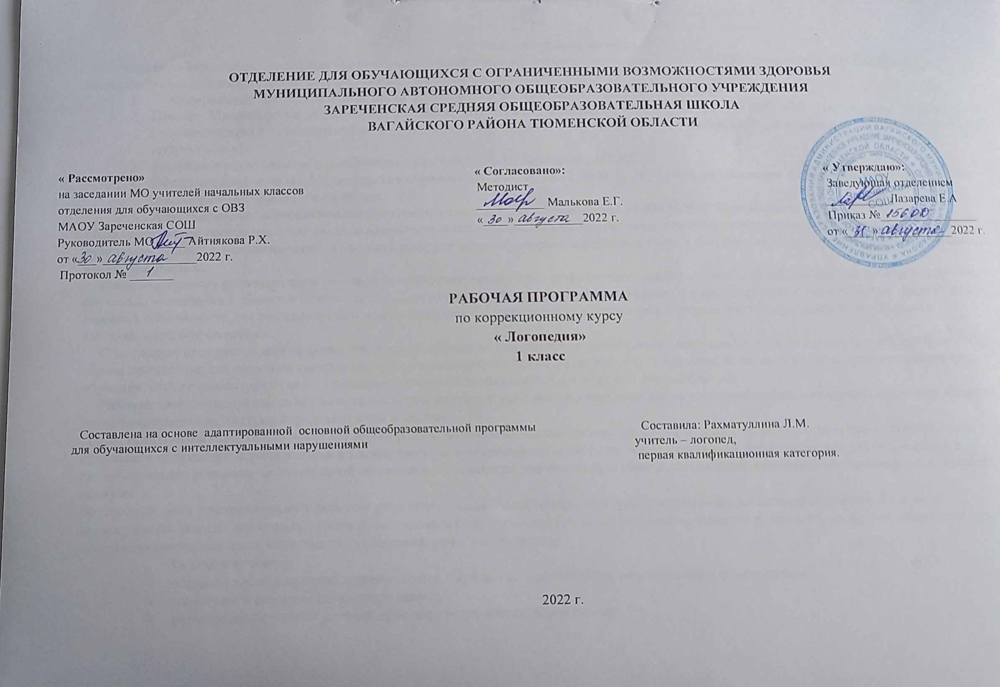 ОТДЕЛЕНИЕ ДЛЯ ОБУЧАЮЩИХСЯ С ОГРАНИЧЕННЫМИ ВОЗМОЖНОСТЯМИ ЗДОРОВЬЯ
МУНИЦИПАЛЬНОГО АВТОНОМНОГО ОБЩЕОБРАЗОВАТЕЛЬНОГО УЧРЕЖДЕНИЯ
ЗАРЕЧЕНСКАЯ СРЕДНЯЯ ОБЩЕОБРАЗОВАТЕЛЬНАЯ ШКОЛА
ВАГАЙСКОГО РАЙОНА ТЮМЕНСКОЙ ОБЛАСТИ
« Рассмотрено»
на заседании МО учителей начальных классов
отделения для обучающихся с ОВЗ
МАОУ Зареченская СОШ
Руководитель МО Айтнякова Р.Х.
от «30» августа 2022 г.
Протокол № 1
« Согласовано»:
Методист
Малькова Е.Г.
«30» августа 2022 г.
« Утверждаю»:
Заведующая отделением
Лазарева Е.А
Приказ № 156 ОД
от « 31 » августа 2022 г.
МАОУ
Зареченская
СОШ
РАБОЧАЯ ПРОГРАММА
по коррекционному курсу
« Логопедия»
1 класс
Составлена на основе адаптированной основной общеобразовательной программы
для обучающихся с интеллектуальными нарушениями
Составила: Рахматуллина Л.М.
учитель – логопед,
первая квалификационная категория.
2022 г.